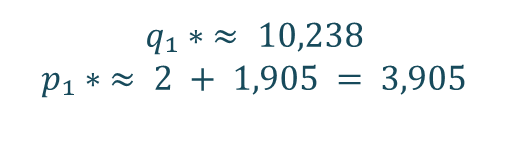 q₁ * ≈ 10,238
p₁ * ≈ 2 + 1,905 = 3,905